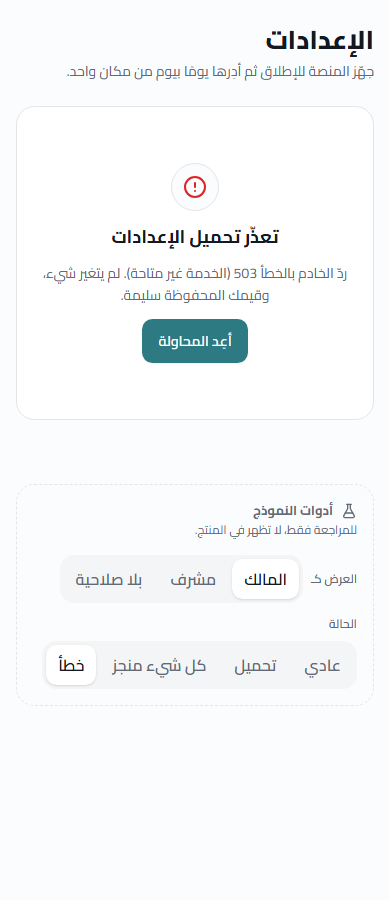 الإعدادات
جهّز المنصة للإطلاق ثم أدِرها يومًا بيوم من مكان واحد.
تعذّر تحميل الإعدادات
ردّ الخادم بالخطأ 503 (الخدمة غير متاحة). لم يتغير شيء،
وقيمك المحفوظة سليمة.
أعِد المحاولة
أدوات النموذج
للمراجعة فقط، لا تظهر في المنتج.
العرض كـ
المالك
مشرف
بلا صلاحية
الحالة
عادي
تحميل
كل شيء منجز
خطأ